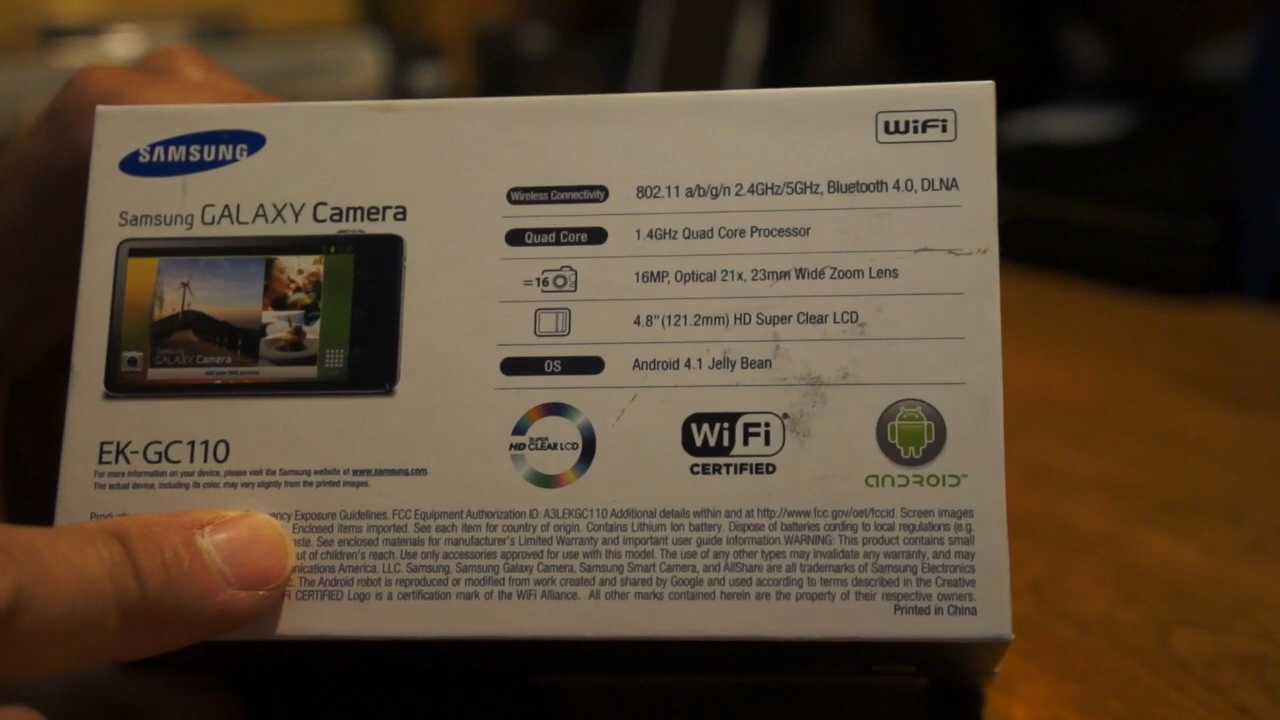 SAMSUNG
WiFi
Samsung GALAXY Camera
Wireless Connectivity 802.11 a/b/g/n 2.4GHz/5GHz, Bluetooth 4.0, DLNA
Quad Core 1.4GHz Quad Core Processor
=16 16MP, Optical 21x, 23mm Wide Zoom Lens
4.8"(121.2mm) HD Super Clear LCD
OS Android 4.1 Jelly Bean
GALAXY Camera
SUPER
HD CLEAR LCD
WiFi
CERTIFIED
ANDROID™
EK-GC110
For more information on your device, please visit the Samsung website at www.samsung.com.
The actual device, including its color, may vary slightly from the printed images.
Exposure Guidelines. FCC Equipment Authorization ID: A3LEKGC110 Additional details within and at http://www.fcc.gov/oet/fccid. Screen images
Enclosed items imported. See each item for country of origin. Contains Lithium Ion battery. Dispose of batteries cording to local regulations (e.g.
See enclosed materials for manufacturer's Limited Warranty and important user guide information.WARNING: This product contains small
ut of children's reach. Use only accessories approved for use with this model. The use of any other types may invalidate any warranty, and may
nications America, LLC. Samsung, Samsung Galaxy Camera, Samsung Smart Camera, and AllShare are all trademarks of Samsung Electronics
The Android robot is reproduced or modified from work created and shared by Google and used according to terms described in the Creative
CERTIFIED Logo is a certification mark of the WiFi Alliance. All other marks contained herein are the property of their respective owners.
Printed in China